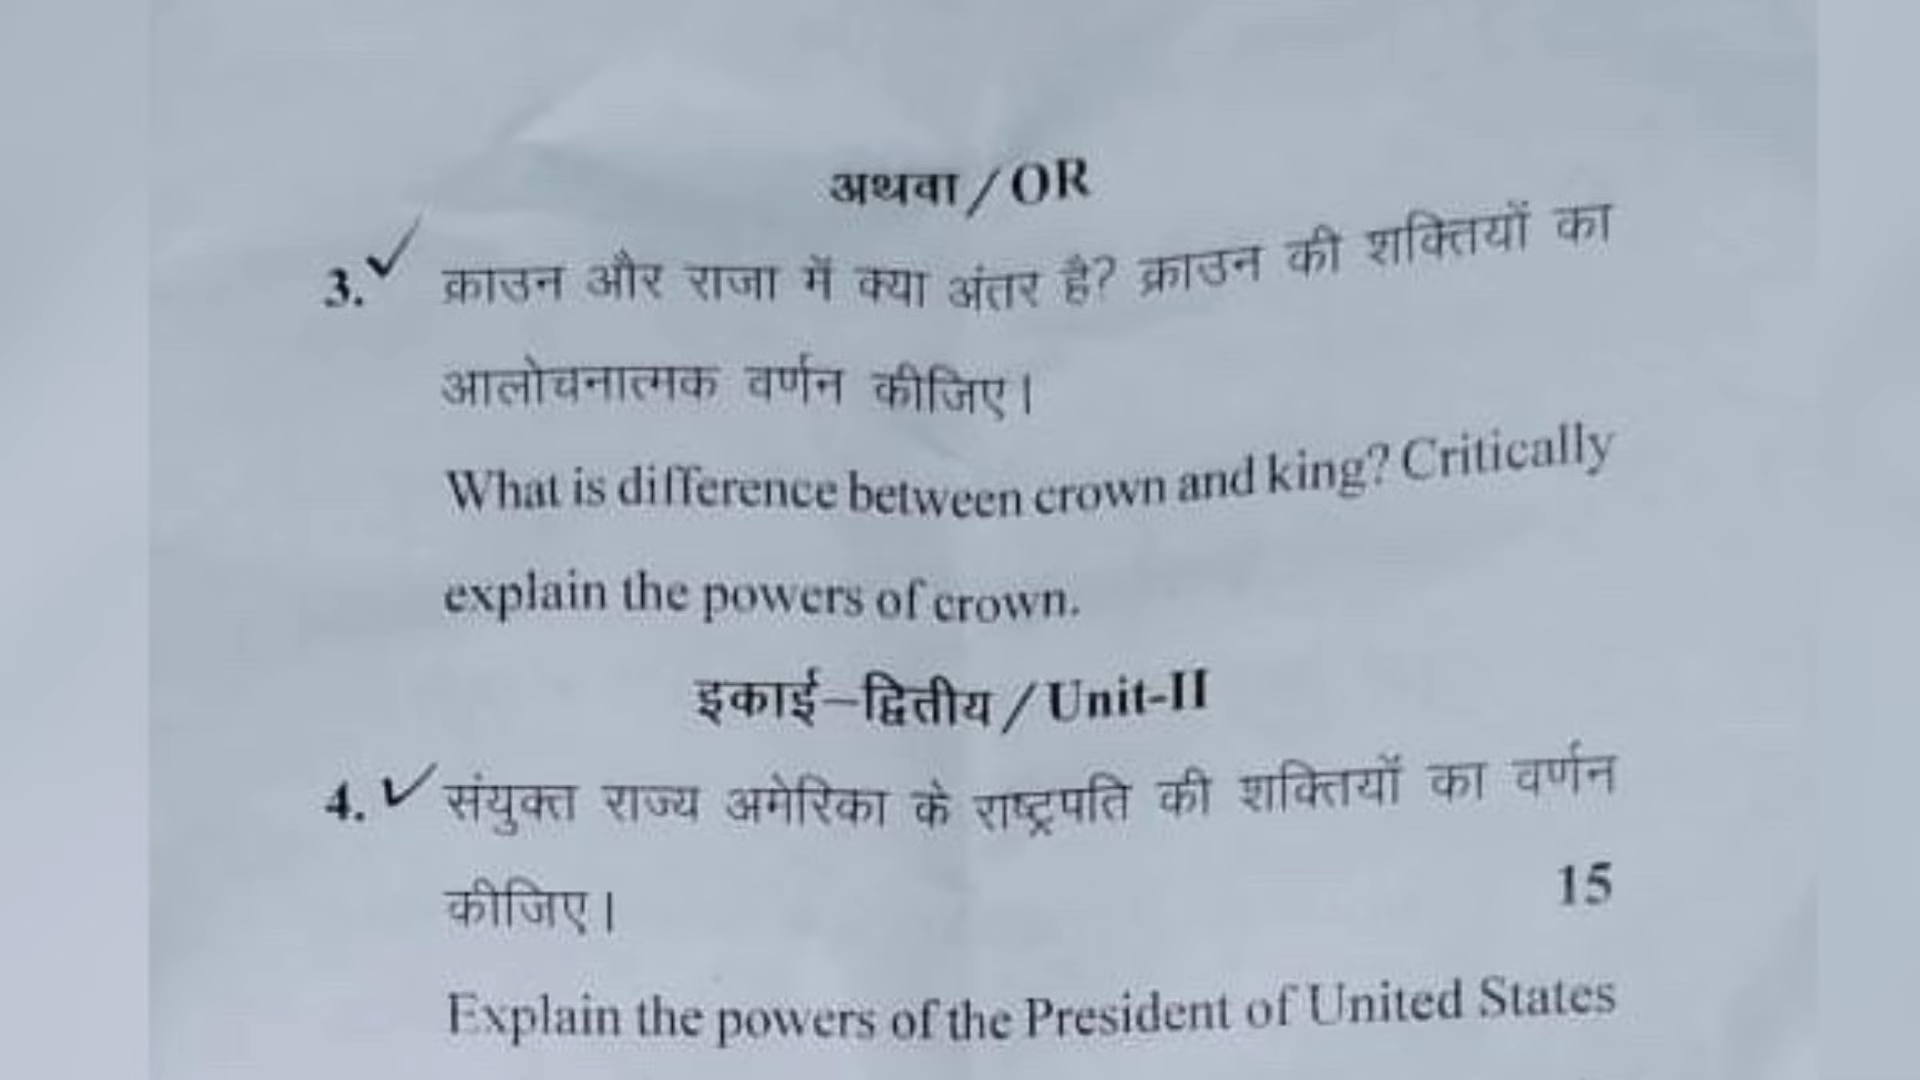 अथवा / OR
3. क्राउन और राजा में क्या अंतर है? क्राउन की शक्तियों का
आलोचनात्मक वर्णन कीजिए।
What is difference between crown and king? Critically
explain the powers of crown.
इकाई–द्वितीय / Unit-II
4. संयुक्त राज्य अमेरिका के राष्ट्रपति की शक्तियों का वर्णन
कीजिए। 15
Explain the powers of the President of United States